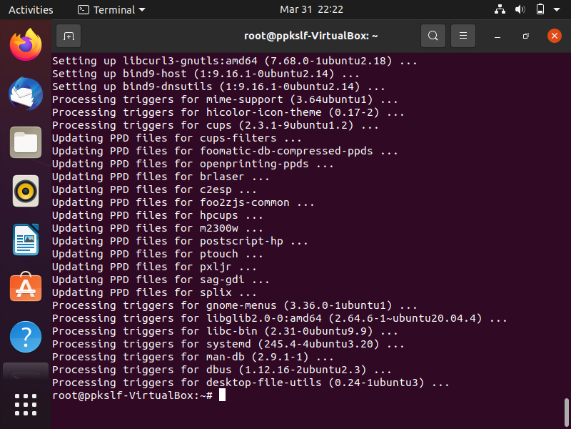 Activities
Terminal
Mar 31 22:22
root@ppkslf-VirtualBox: ~
Setting up libcurl3-gnutls:amd64 (7.68.0-1ubuntu2.18) ...
Setting up bind9-host (1:9.16.1-0ubuntu2.14) ...
Setting up bind9-dnsutils (1:9.16.1-0ubuntu2.14) ...
Processing triggers for mime-support (3.64ubuntu1) ...
Processing triggers for hicolor-icon-theme (0.17-2) ...
Processing triggers for cups (2.3.1-9ubuntu1.2) ...
Updating PPD files for cups-filters ...
Updating PPD files for foomatic-db-compressed-ppds ...
Updating PPD files for openprinting-ppds ...
Updating PPD files for brlaser ...
Updating PPD files for c2esp ...
Updating PPD files for foo2zjs-common ...
Updating PPD files for hpcups ...
Updating PPD files for m2300w ...
Updating PPD files for postscript-hp ...
Updating PPD files for ptouch ...
Updating PPD files for pxljr ...
Updating PPD files for sag-gdi ...
Updating PPD files for splix ...
Processing triggers for gnome-menus (3.36.0-1ubuntu1) ...
Processing triggers for libglib2.0-0:amd64 (2.64.6-1~ubuntu20.04.4) ...
Processing triggers for libc-bin (2.31-0ubuntu9.9) ...
Processing triggers for systemd (245.4-4ubuntu3.20) ...
Processing triggers for man-db (2.9.1-1) ...
Processing triggers for dbus (1.12.16-2ubuntu2.3) ...
Processing triggers for desktop-file-utils (0.24-1ubuntu3) ...
root@ppkslf-VirtualBox:~#